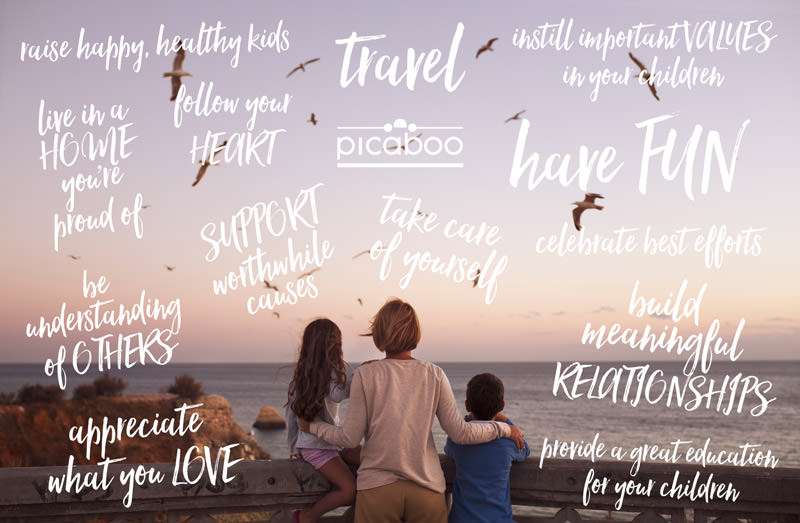 raise happy, healthy kids
travel
instill important VALUES
in your children
live in a
HOME
you're
proud of
follow your
HEART
picaboo
have FUN
SUPPORT
worthwhile
causes
take care
of yourself
celebrate best efforts
be
understanding
of OTHERS
build
meaningful
RELATIONSHIPS
appreciate
what you LOVE
provide a great education
for your children